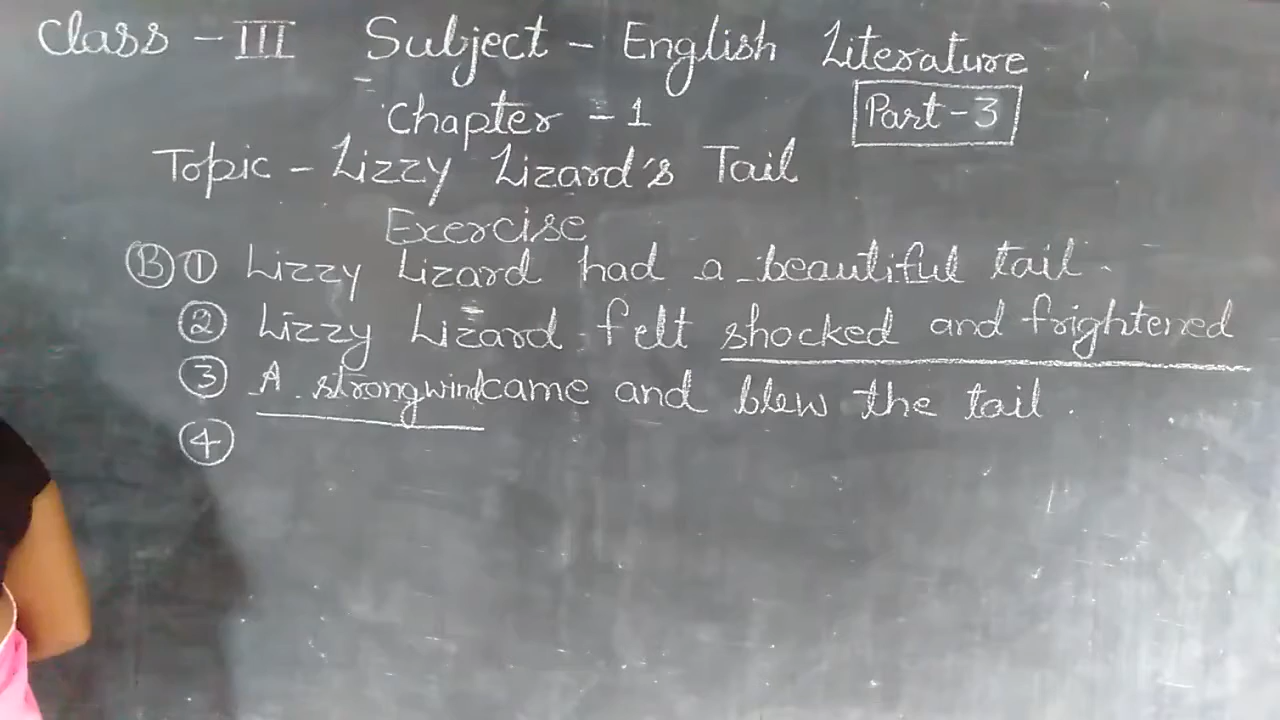 Class - III Subject - English Literature
Chapter - 1 Part-3
Topic - Lizzy Lizard's Tail
Exercise
B 1 Lizzy Lizard had a beautiful tail.
2 Lizzy Lizard felt shocked and frightened
3 A strong wind came and blew the tail.
4